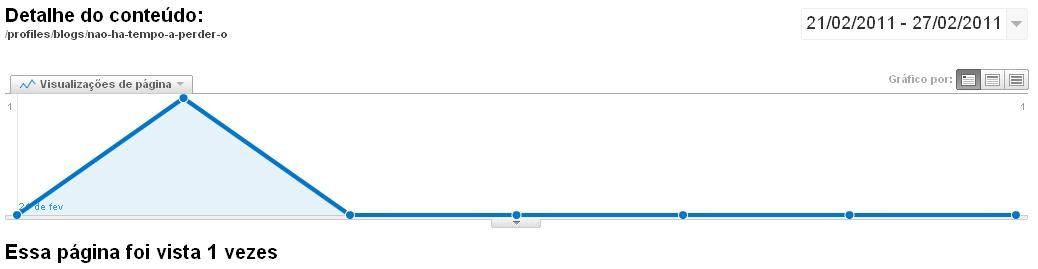 Detalhe do conteúdo:
/profiles/blogs/nao-ha-tempo-a-perder-o
21/02/2011 - 27/02/2011
Visualizações de página
Gráfico por:
1
1
de fev
Essa página foi vista 1 vezes